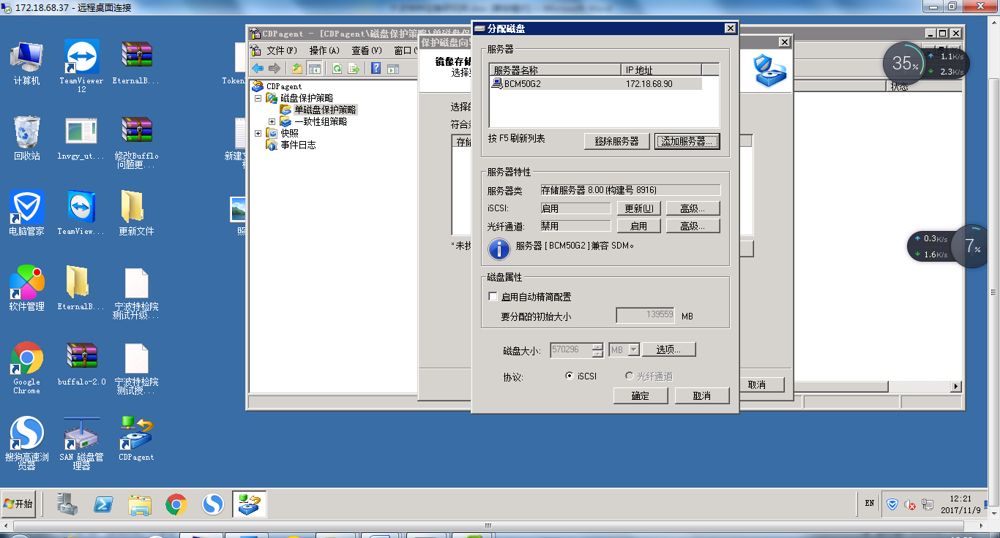 172.18.68.37 - 远程桌面连接
计算机
TeamViewer
12
EternalB...
Token
回收站
lnvgy_ut...
修改Bufflo
问题更...
新建文
电脑管家
TeamView...
更新文件
照
软件管理
EternalB...
宁波特检院
测试升级...
Google
Chrome
buffalo-2.0
宁波特检院
测试授...
搜狗高速浏
览器
SAN 磁盘管
理器
CDPagent
CDPagent - [CDPagent\磁盘保护策略\单磁盘保
文件(F) 操作(A) 查看(V) 窗口(
CDPagent
磁盘保护策略
单磁盘保护策略
一致性组策略
快照
事件日志
状态
保护磁盘向导
镜像存储
选择
选择的
符合条
存储
*未找
取消
分配磁盘
服务器
服务器名称 IP 地址
BCM50G2 172.18.68.90
按 F5 刷新列表
移除服务器
添加服务器...
服务器特性
服务器类 存储服务器 8.00 (构建号 8916)
iSCSI: 启用 更新(U) 高级...
光纤通道: 禁用 启用 高级...
服务器 [ BCM50G2 ]兼容 SDM。
磁盘属性
启用自动精简配置
要分配的初始大小 139559 MB
磁盘大小: 570296 MB 选项...
协议: iSCSI 光纤通道
确定 取消
35%
1.1K/s
2.3K/s
0.3K/s
1.6K/s
7%
开始
EN
12:21
2017/11/9